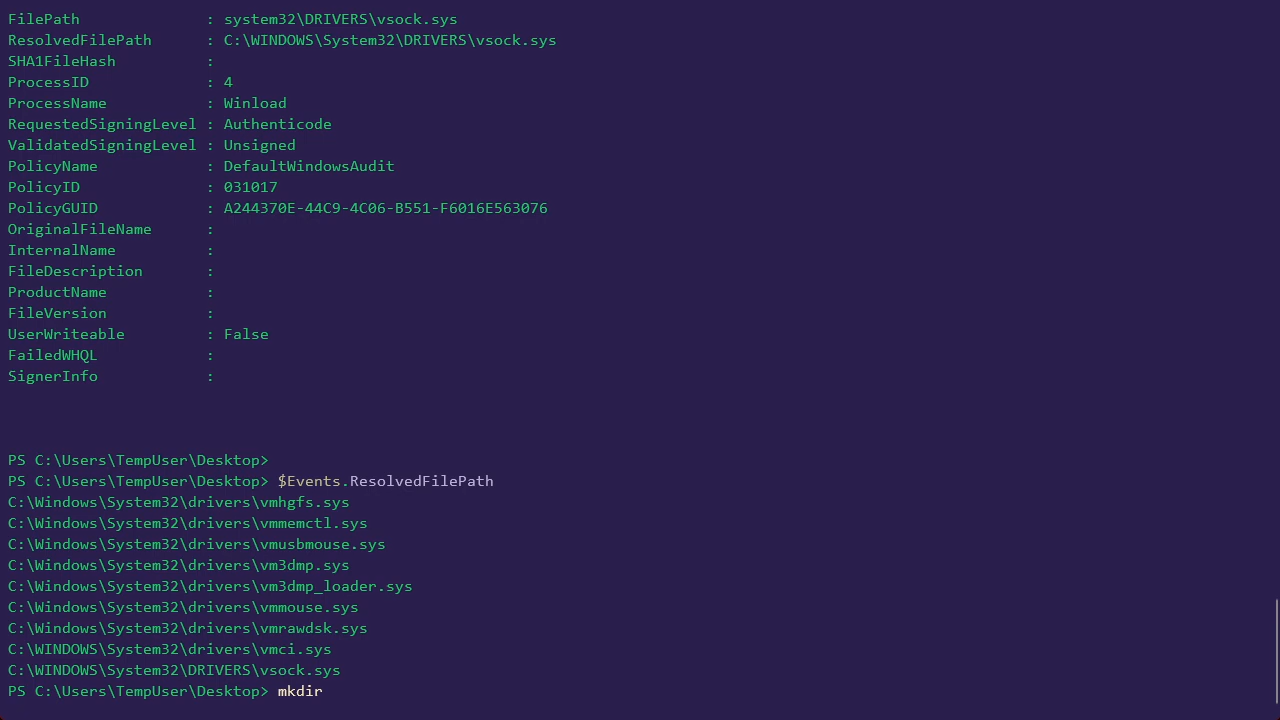 FilePath              : system32\DRIVERS\vsock.sys
ResolvedFilePath      : C:\WINDOWS\System32\DRIVERS\vsock.sys
SHA1FileHash          :
ProcessID             : 4
ProcessName           : Winload
RequestedSigningLevel : Authenticode
ValidatedSigningLevel : Unsigned
PolicyName            : DefaultWindowsAudit
PolicyID              : 031017
PolicyGUID            : A244370E-44C9-4C06-B551-F6016E563076
OriginalFileName      :
InternalName          :
FileDescription       :
ProductName           :
FileVersion           :
UserWriteable         : False
FailedWHQL            :
SignerInfo            :
PS C:\Users\TempUser\Desktop>
PS C:\Users\TempUser\Desktop> $Events.ResolvedFilePath
C:\Windows\System32\drivers\vmhgfs.sys
C:\Windows\System32\drivers\vmmemctl.sys
C:\Windows\System32\drivers\vmusbmouse.sys
C:\Windows\System32\drivers\vm3dmp.sys
C:\Windows\System32\drivers\vm3dmp_loader.sys
C:\Windows\System32\drivers\vmmouse.sys
C:\Windows\System32\drivers\vmrawdsk.sys
C:\WINDOWS\System32\drivers\vmci.sys
C:\WINDOWS\System32\DRIVERS\vsock.sys
PS C:\Users\TempUser\Desktop> mkdir